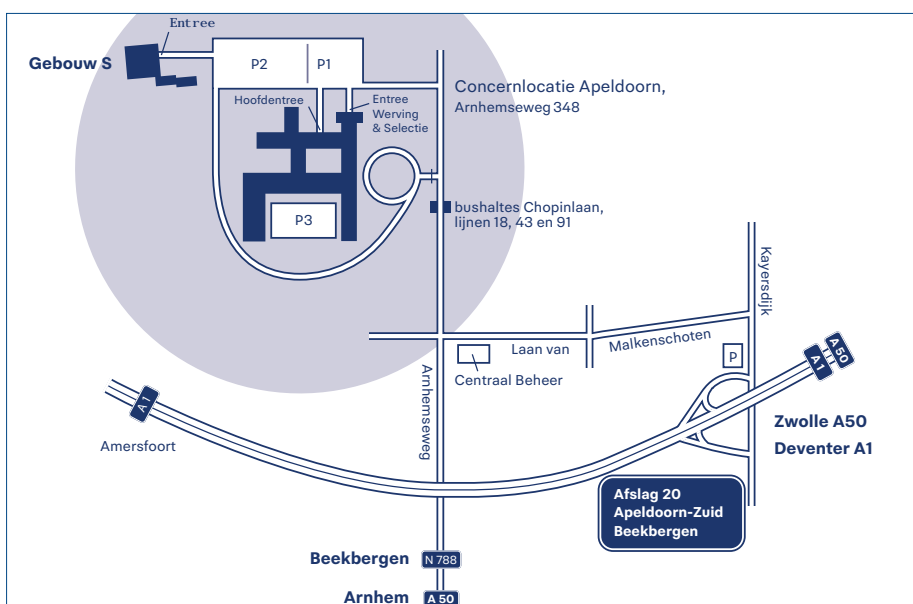 Entree
Gebouw S
P2
P1
Hoofdentree
Entree
Werving
& Selectie
Concernlocatie Apeldoorn,
Arnhemseweg 348
P3
bushaltes Chopinlaan,
lijnen 18, 43 en 91
Kayersdijk
Laan van
Malkenschoten
P
Centraal Beheer
Arnhemseweg
A1
A50
A1
Amersfoort
Zwolle A50
Deventer A1
Afslag 20
Apeldoorn-Zuid
Beekbergen
Beekbergen
N 788
Arnhem
A 50